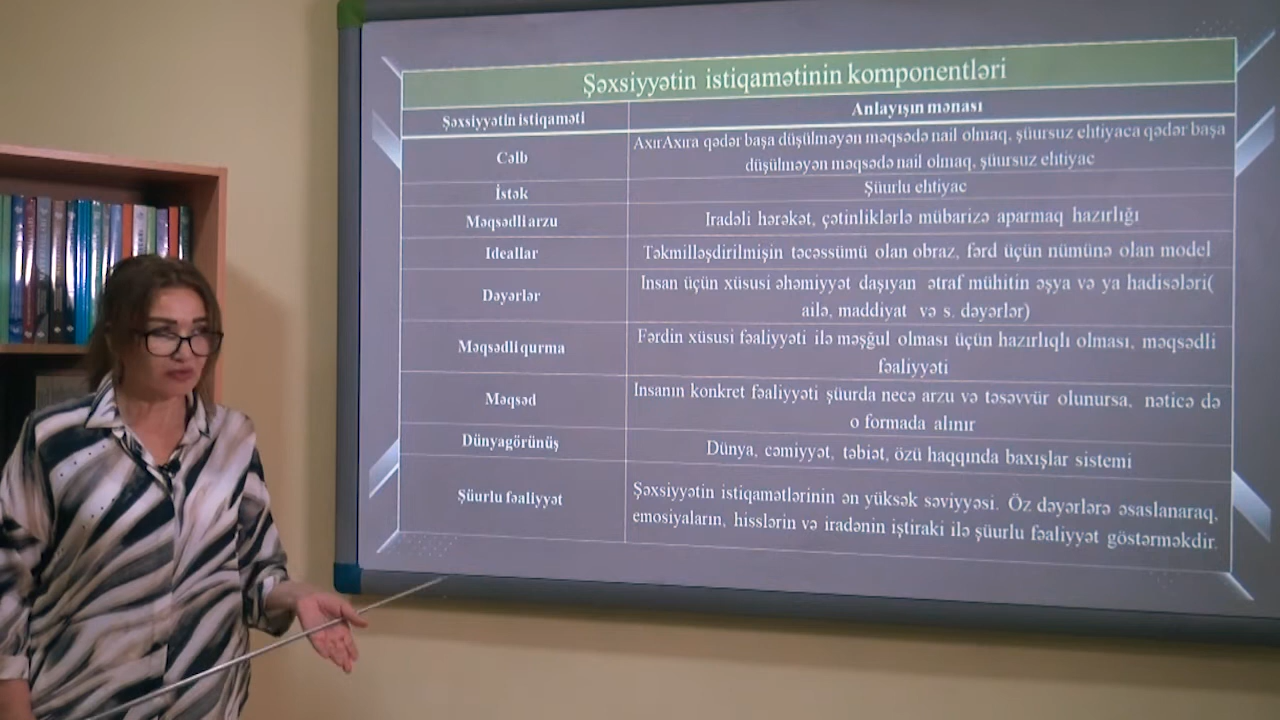 Şəxsiyyətin istiqamətinin komponentləri
Şəxsiyyətin istiqaməti
Anlayışın mənası
Cəlb
AxırAxıra qədər başa düşülməyən məqsədə nail olmaq, şüursuz ehtiyaca qədər başa
düşülməyən məqsədə nail olmaq, şüursuz ehtiyac
İstək
Şüurlu ehtiyac
Məqsədli arzu
Iradəli hərəkət, çətinliklərlə mübarizə aparmaq hazırlığı
Ideallar
Təkmilləşdirilmişin təcəssümü olan obraz, fərd üçün nümünə olan model
Dəyərlər
Insan üçün xüsusi əhəmiyyət daşıyan ətraf mühitin əşya və ya hadisələri(
ailə, maddiyat və s. dəyərlər)
Məqsədli qurma
Fərdin xüsusi fəaliyyəti ilə məşğul olması üçün hazırlıqlı olması, məqsədli
fəaliyyəti
Məqsəd
Insanın konkret fəaliyyəti şüurda necə arzu və təsəvvür olunursa, nəticə də
o formada alınır
Dünyagörünüş
Dünya, cəmiyyət, təbiət, özü haqqında baxışlar sistemi
Şüurlu fəaliyyət
Şəxsiyyətin istiqamətlərinin ən yüksək səviyyəsi. Öz dəyərlərə əsaslanaraq,
emosiyaların, hisslərin və iradənin iştiraki ilə şüurlu fəaliyyət göstərməkdir.